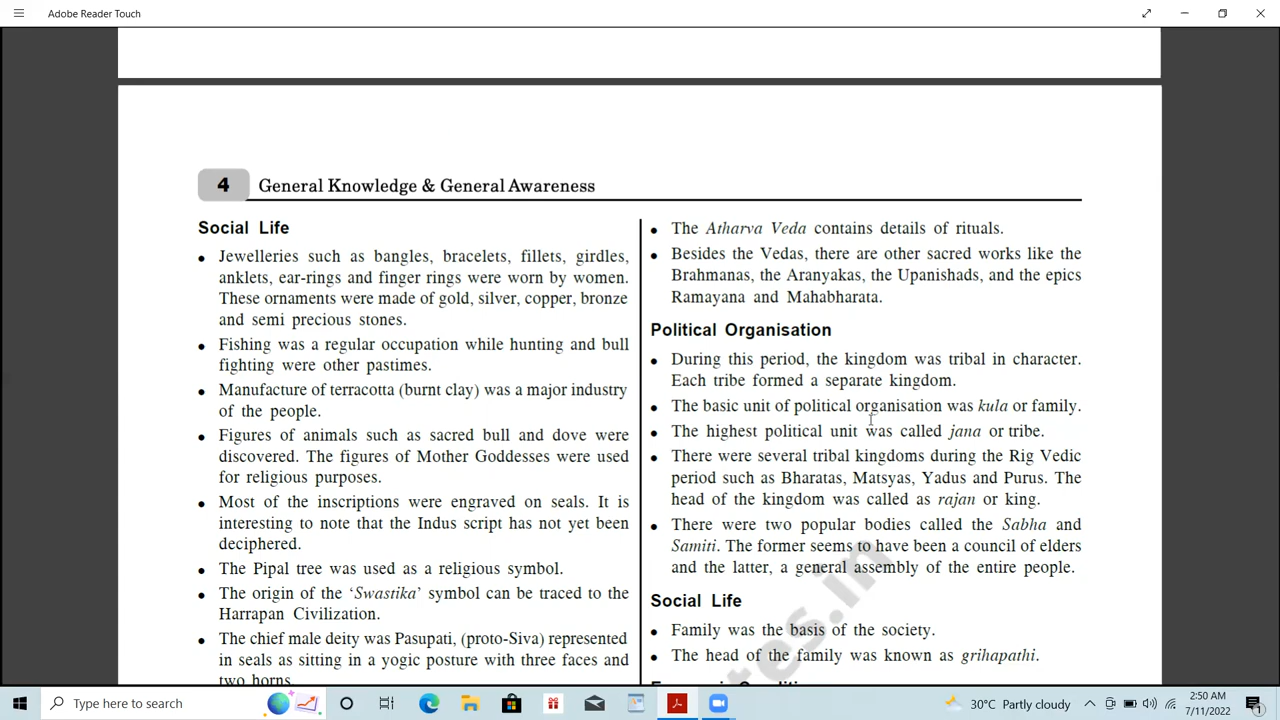 Adobe Reader Touch
4 General Knowledge & General Awareness
Social Life
• Jewelleries such as bangles, bracelets, fillets, girdles,
anklets, ear-rings and finger rings were worn by women.
These ornaments were made of gold, silver, copper, bronze
and semi precious stones.
• Fishing was a regular occupation while hunting and bull
fighting were other pastimes.
• Manufacture of terracotta (burnt clay) was a major industry
of the people.
• Figures of animals such as sacred bull and dove were
discovered. The figures of Mother Goddesses were used
for religious purposes.
• Most of the inscriptions were engraved on seals. It is
interesting to note that the Indus script has not yet been
deciphered.
• The Pipal tree was used as a religious symbol.
• The origin of the ‘Swastika’ symbol can be traced to the
Harrapan Civilization.
• The chief male deity was Pasupati, (proto-Siva) represented
in seals as sitting in a yogic posture with three faces and
two horns.
• The Atharva Veda contains details of rituals.
• Besides the Vedas, there are other sacred works like the
Brahmanas, the Aranyakas, the Upanishads, and the epics
Ramayana and Mahabharata.
Political Organisation
• During this period, the kingdom was tribal in character.
Each tribe formed a separate kingdom.
• The basic unit of political organisation was kula or family.
• The highest political unit was called jana or tribe.
• There were several tribal kingdoms during the Rig Vedic
period such as Bharatas, Matsyas, Yadus and Purus. The
head of the kingdom was called as rajan or king.
• There were two popular bodies called the Sabha and
Samiti. The former seems to have been a council of elders
and the latter, a general assembly of the entire people.
Social Life
• Family was the basis of the society.
• The head of the family was known as grihapathi.
tes.in
Type here to search
30°C Partly cloudy
2:50 AM
7/11/2022
1